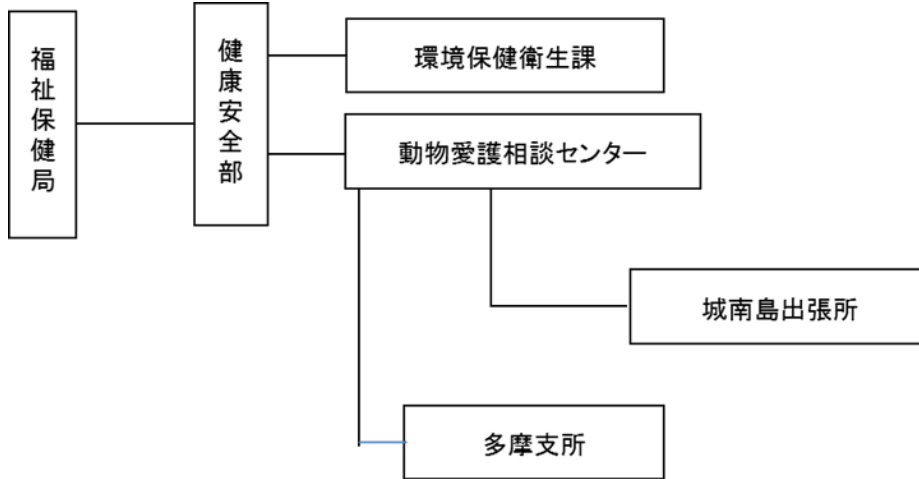 福祉保健局
健康安全部
環境保健衛生課
動物愛護相談センター
城南島出張所
多摩支所